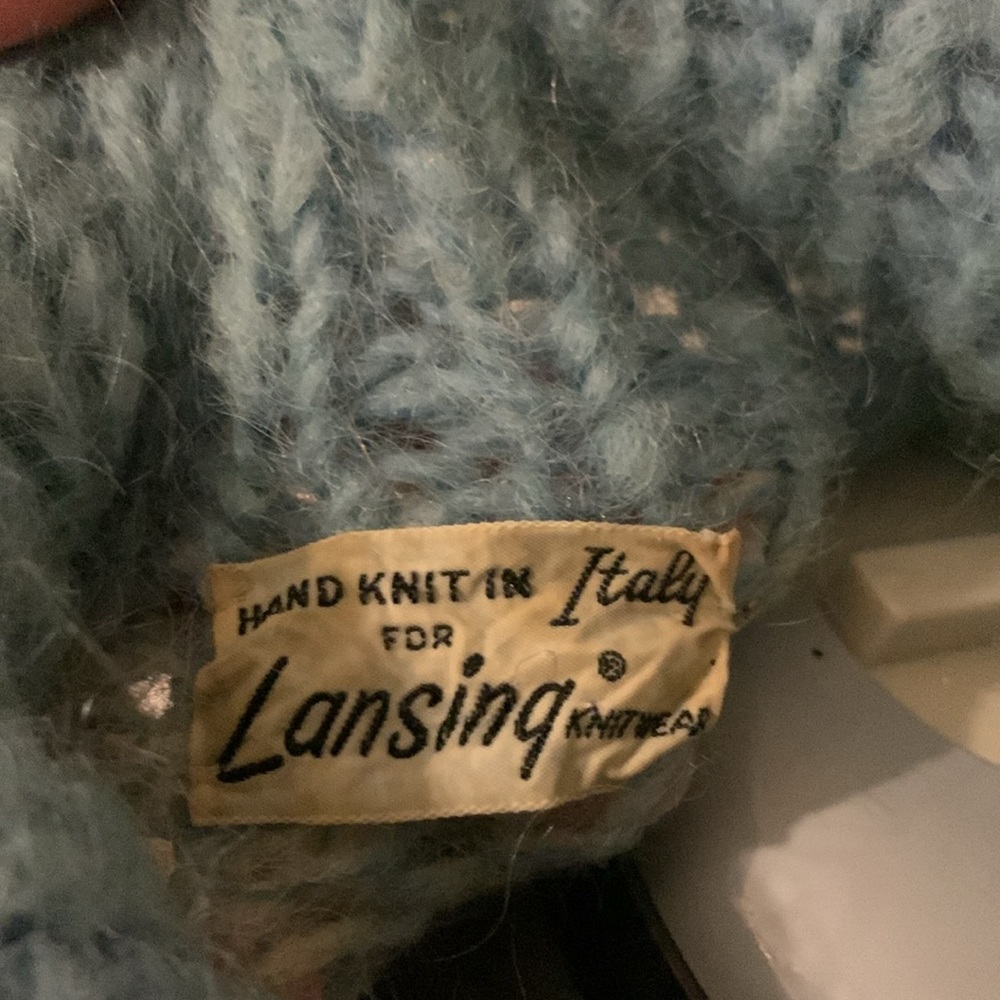 HAND KNIT IN Italy
FOR
Lansing ® KNITWEAR